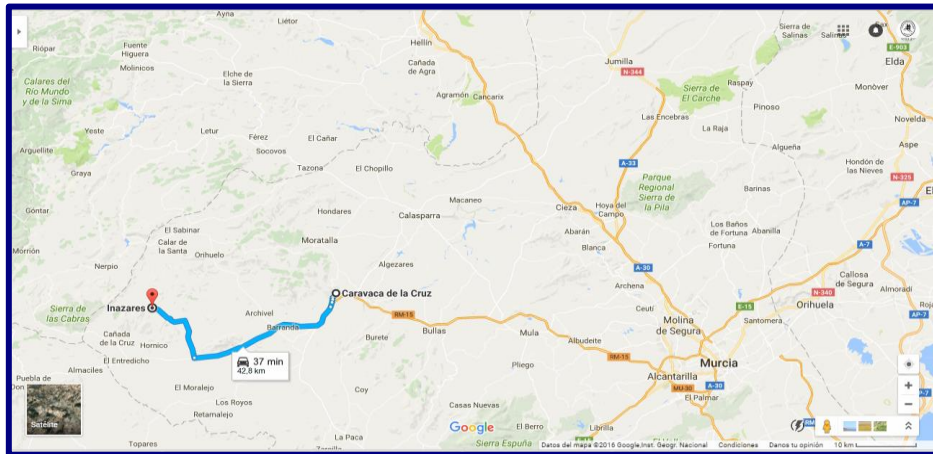 Ayna
Liétor
Sierra de
Salinas
Riópar
Fuente
Higuera
Hellín
E-903
Elda
Molinicos
Cañada
de Agra
Jumilla
N-344
Raspay
Calares del
Río Mundo
y de la Sima
Elche de
la Sierra
Sierra de
El Carche
Monòver
Agramón
Cancarix
Pinoso
Novelda
Las Encebras
Yeste
Letur
Férez
El Cañar
La Raja
Aspe
Arguellite
Socovos
Algueña
A-33
Hondón de
las Nieves
Graya
Tazona
El Chopillo
N-325
Parque
Regional
Sierra de
la Pila
Barinas
Góntar
Hondares
Macaneo
Cieza
Hoya del
Campo
AP-7
Calasparra
El Sabinar
Abarán
Los Baños
de Fortuna
Abanilla
Morrión
Calar de
la Santa
Moratalla
Blanca
Fortuna
A-7
Orihuelo
Nerpio
Algezares
A-30
Callosa
de Segura
Inazares
Caravaca de la Cruz
Archena
E-15
N-340
Almoradí
Sierra de
las Cabras
Archivel
Ceutí
Orihuela
Barranda
RM-15
Molina
de Segura
Santomera
Cañada
de la Cruz
Hornico
Burete
Bullas
Mula
Albudeite
El Entredicho
37 min
42,8 km
RM-15
Murcia
Puebla de
Almaciles
Pliego
Alcantarilla
El Moralejo
Coy
MU-30
A-30
El Palmar
Los Royos
Casas Nuevas
Satélite
Retamalejo
Google
El Berro
Librilla
La Paca
Sierra Espuña
Topares
Datos del mapa ©2016 Google, Inst. Geogr. Nacional Condiciones Danos tu opinión 10 km